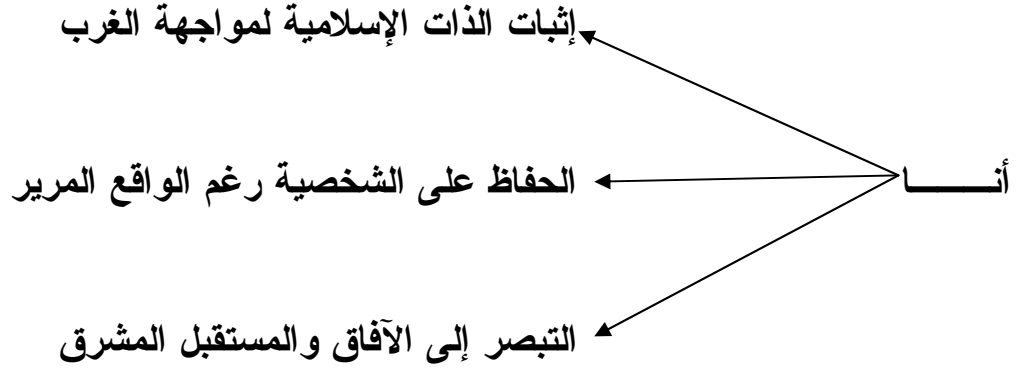 إثبات الذات الإسلامية لمواجهة الغرب
أنـــــــا
الحفاظ على الشخصية رغم الواقع المرير
التبصر إلى الآفاق والمستقبل المشرق